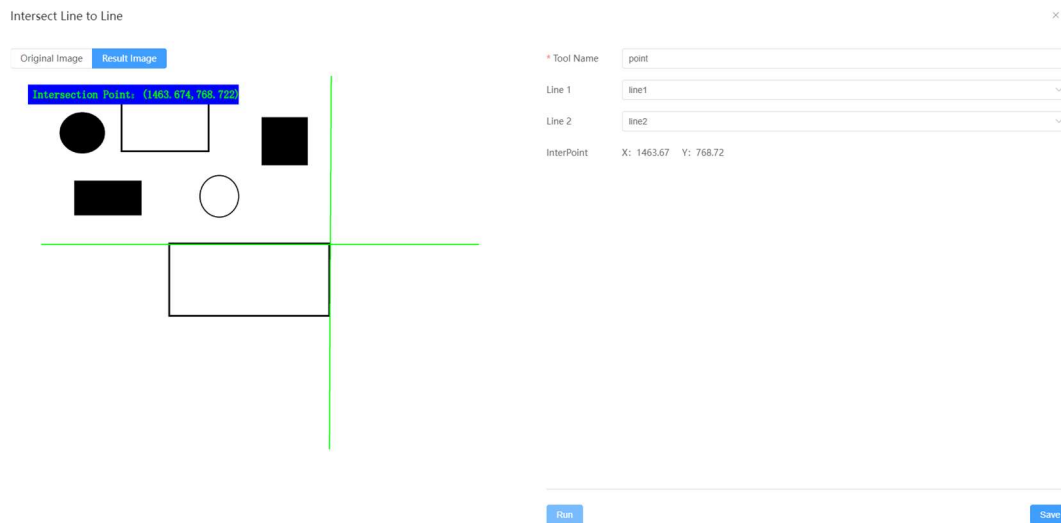 Intersect Line to Line
×
Original Image Result Image
Intersection Point: (1463.674,768.722)
* Tool Name point
Line 1 line1
Line 2 line2
InterPoint X: 1463.67 Y: 768.72
Run Save